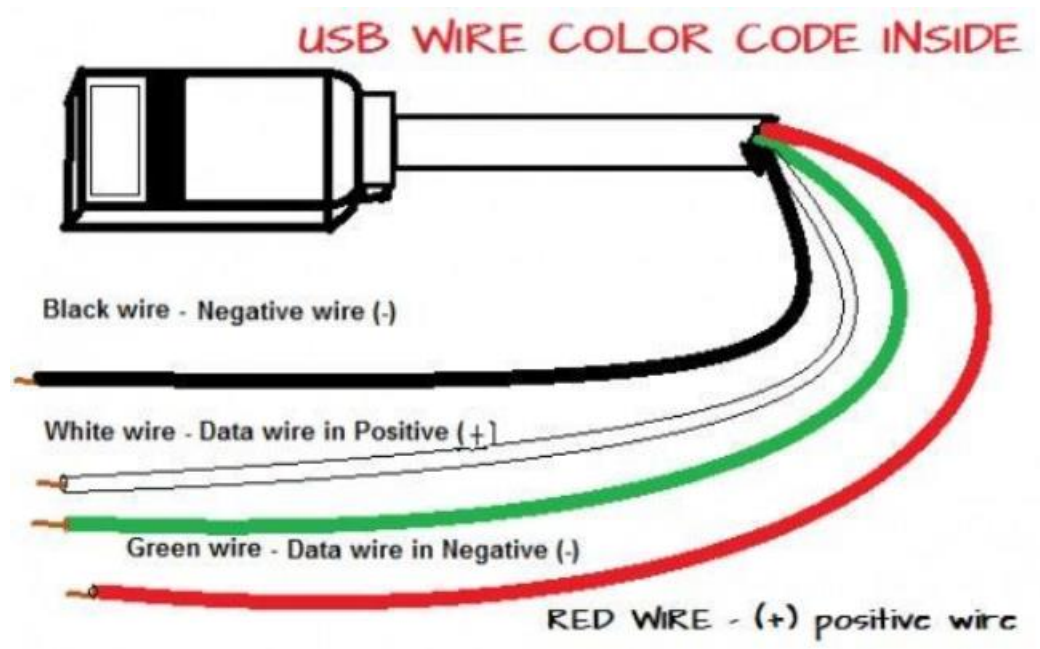 USB WIRE COLOR CODE INSIDE
Black wire - Negative wire (-)
White wire - Data wire in Positive (+)
Green wire - Data wire in Negative (-)
RED WIRE - (+) positive wire